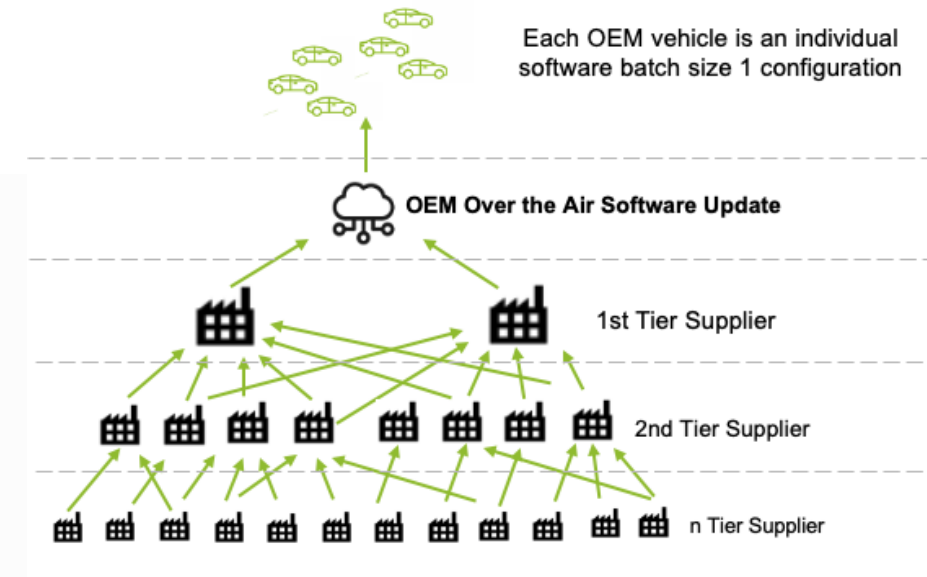 Each OEM vehicle is an individual
software batch size 1 configuration
OEM Over the Air Software Update
1st Tier Supplier
2nd Tier Supplier
n Tier Supplier